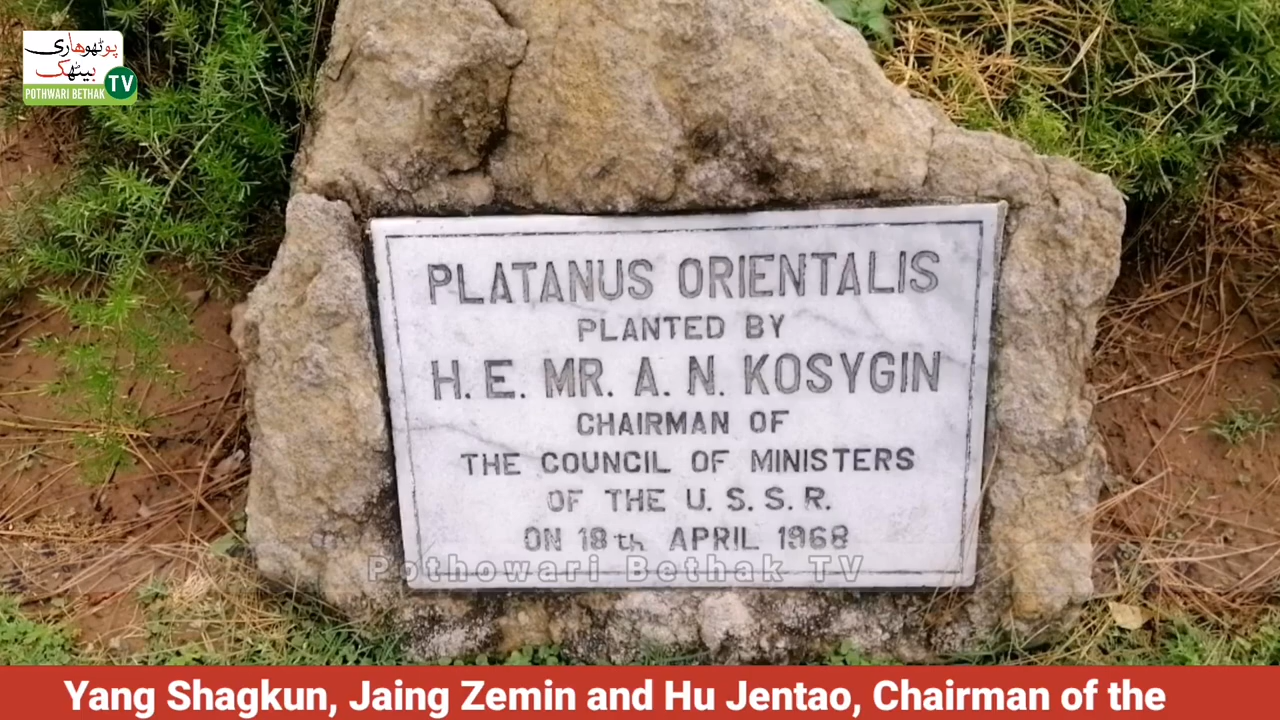 پوٹھوھاری
بیٹھک
TV
POTHWARI BETHAK
PLATANUS ORIENTALIS
PLANTED BY
H. E. MR. A. N. KOSYGIN
CHAIRMAN OF
THE COUNCIL OF MINISTERS
OF THE U. S. S. R.
ON 18th APRIL 1968
Pothowari Bethak TV
Yang Shagkun, Jaing Zemin and Hu Jentao, Chairman of the